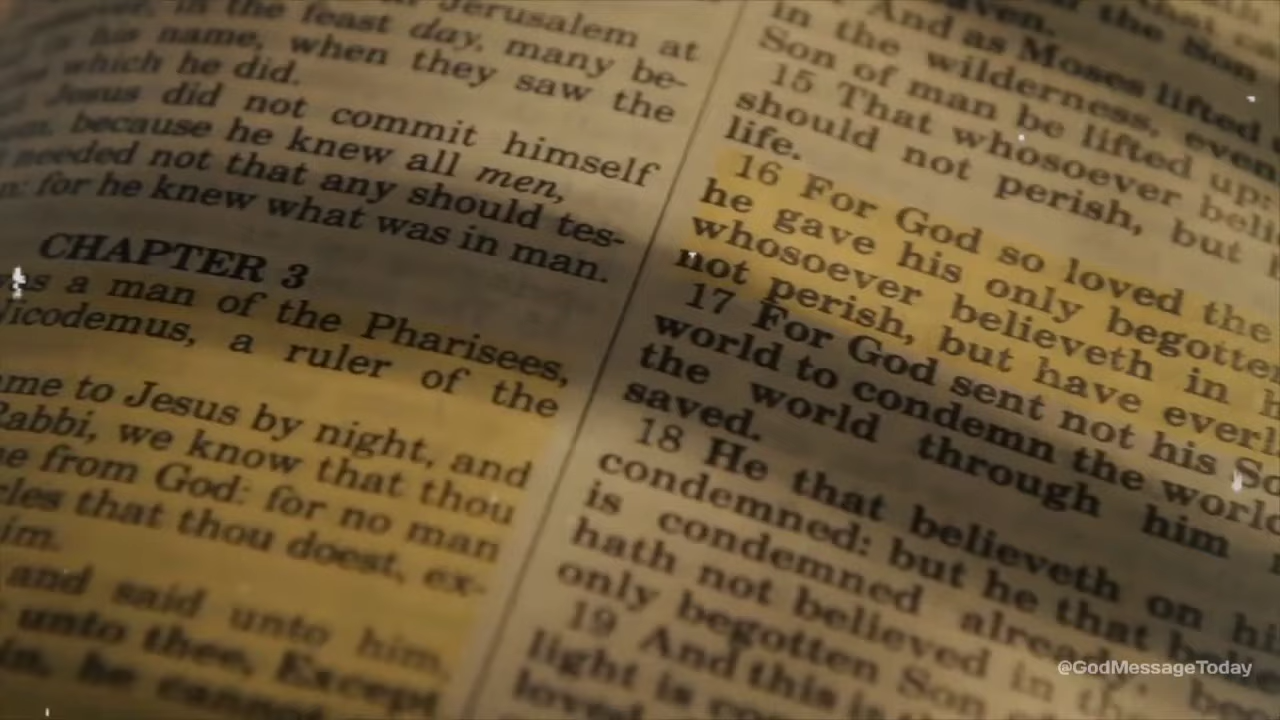 Jerusalem at
in the feast day, many be-
his name, when they saw the
which he did.
Jesus did not commit himself
because he knew all men,
needed not that any should tes-
for he knew what was in man.
CHAPTER 3
a man of the Pharisees,
a ruler of the
to Jesus by night, and
we know that thou
from God: for no man
that thou doest, ex-
and said unto him,
unto thee, Except
he cannot
the Son
And as Moses lifted
in the wilderness, even
Son of man be lifted up:
15 That whosoever
should not perish, but
life.
16 For God so loved the
he gave his only
whosoever believeth in
not perish, but have
17 For God sent not his
world to condemn the world
the world through him
saved.
18 He that believeth on
condemned: but he that
is condemned already,
hath not believed in
only begotten Son
19 And this is
light is
loved
@GodMessageToday